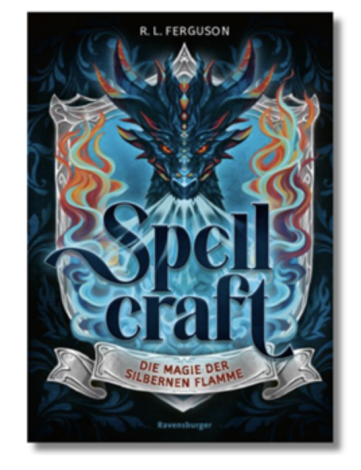 R. L. FERGUSON
Spell
craft
DIE MAGIE DER
SILBERNEN FLAMME
Ravensburger